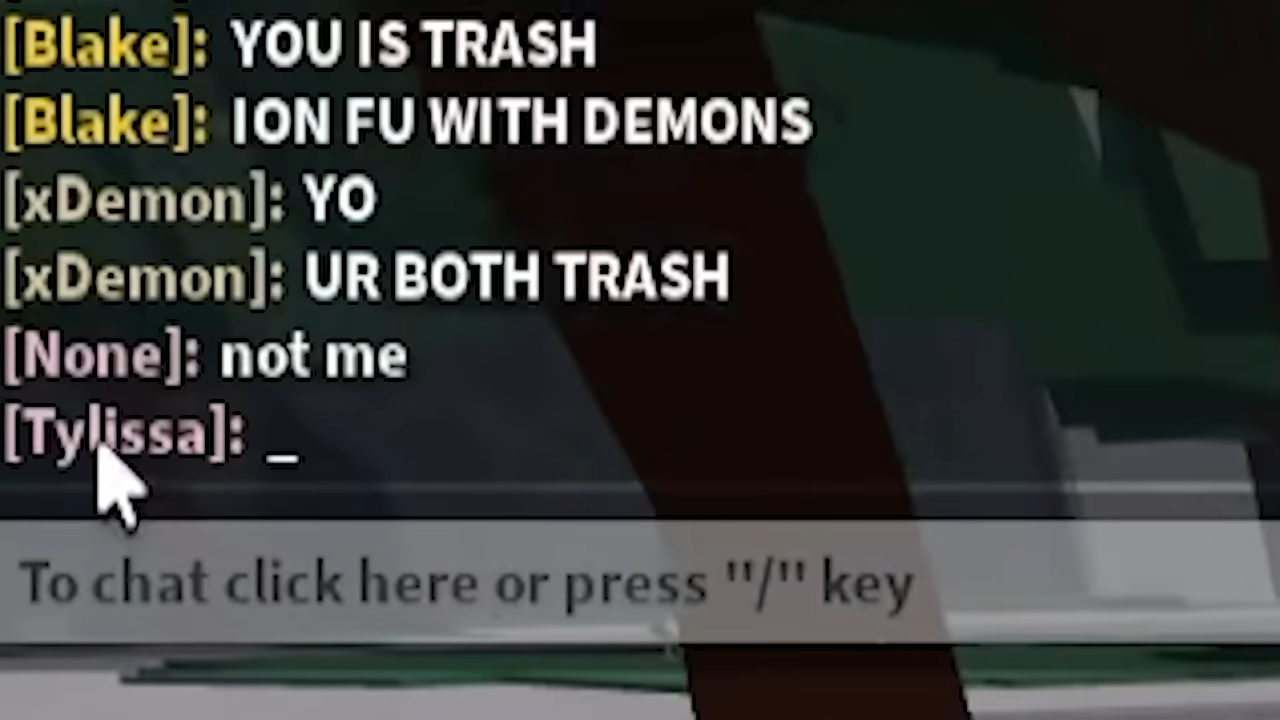 [Blake]: YOU IS TRASH
[Blake]: ION FU WITH DEMONS
[xDemon]: YO
[xDemon]: UR BOTH TRASH
[None]: not me
[Tylissa]: _
To chat click here or press "/" key